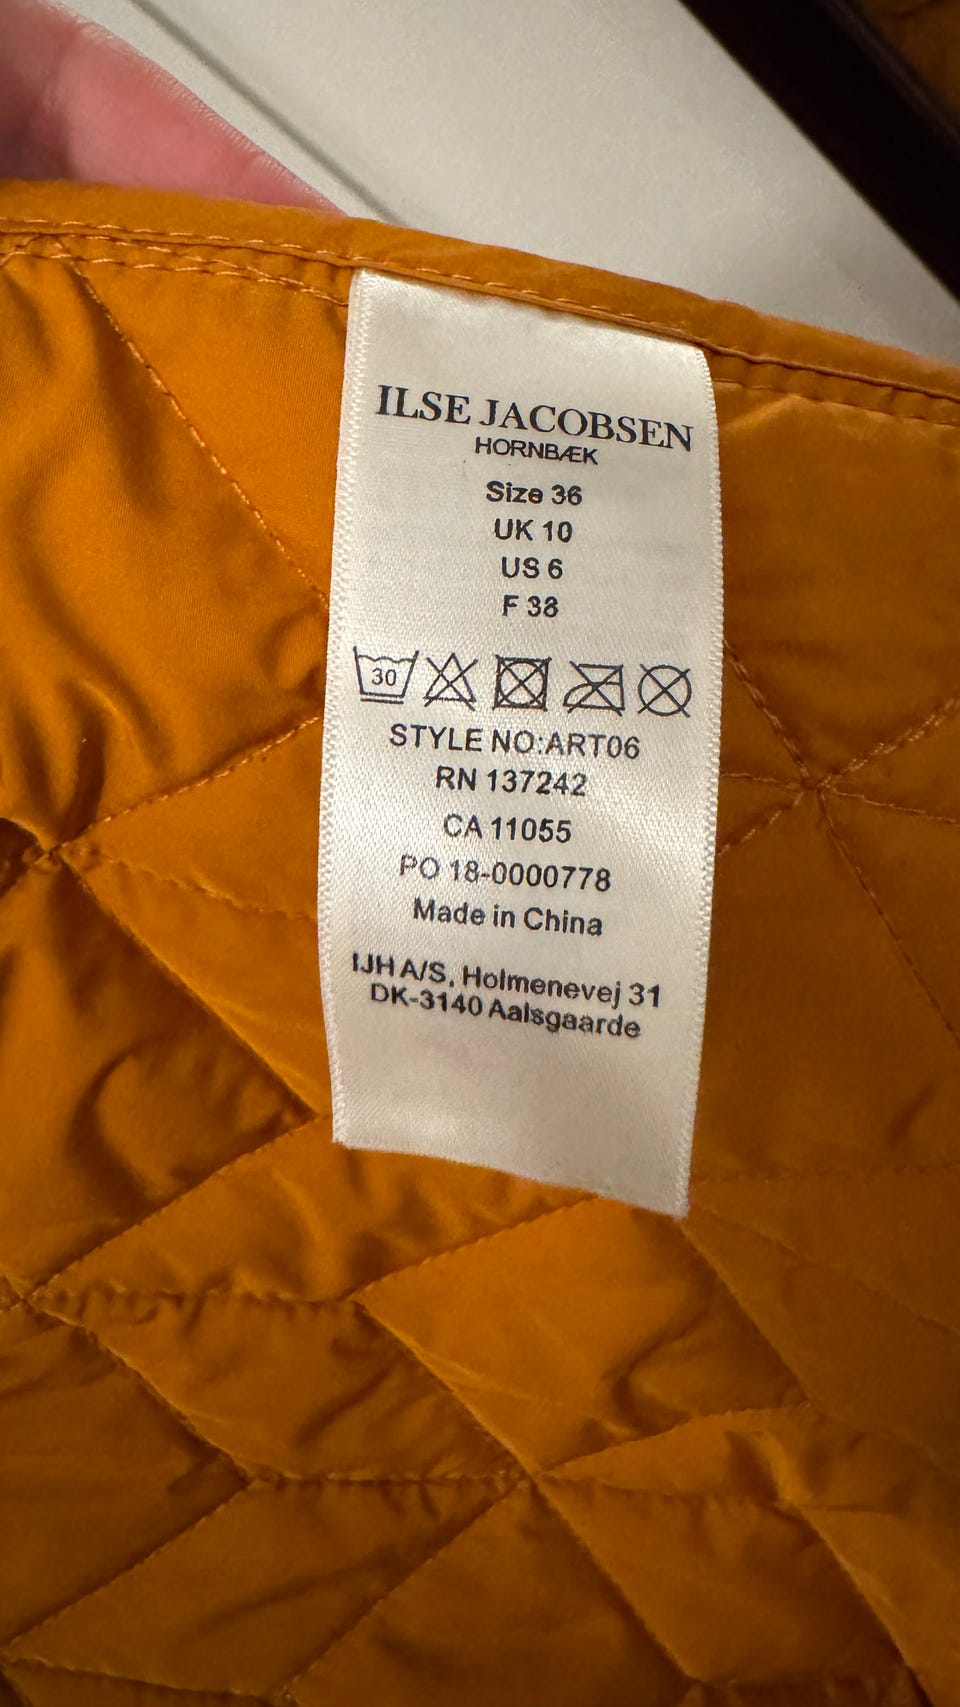 ILSE JACOBSEN
HORNBÆK
Size 36
UK 10
US 6
F 38
30
STYLE NO:ART06
RN 137242
CA 11055
PO 18-0000778
Made in China
IJH A/S, Holmenevej 31
DK-3140 Aalsgaarde